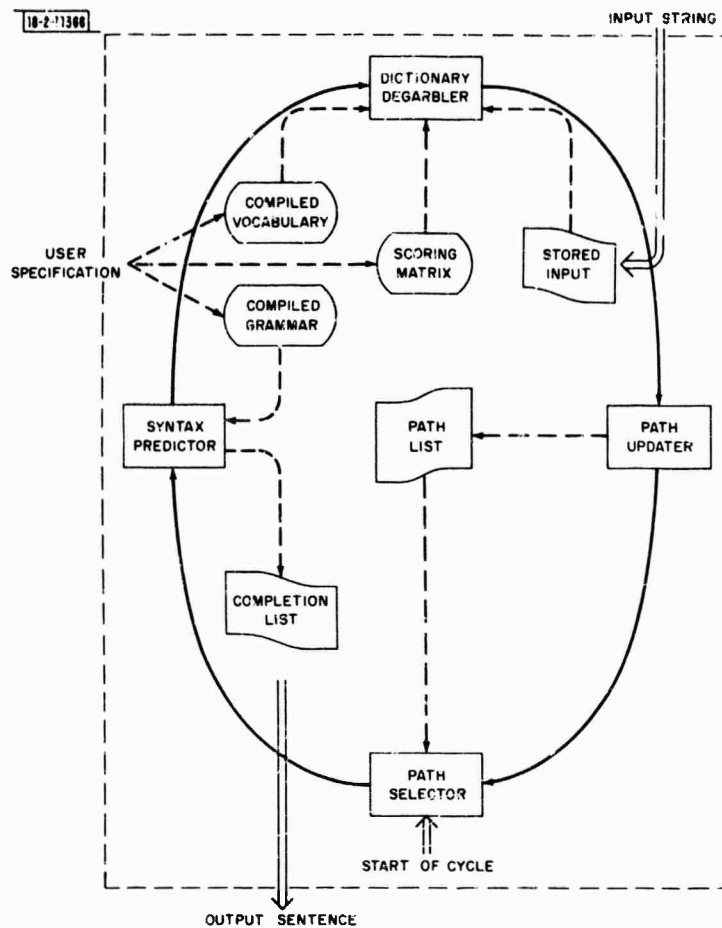 INPUT STRING
DICTIONARY
DEGARBLER
COMPILED
VOCABULARY
USER
SPECIFICATION
SCORING
MATRIX
STORED
INPUT
COMPILED
GRAMMAR
SYNTAX
PREDICTOR
PATH
LIST
PATH
UPDATER
COMPLETION
LIST
PATH
SELECTOR
START OF CYCLE
OUTPUT SENTENCE